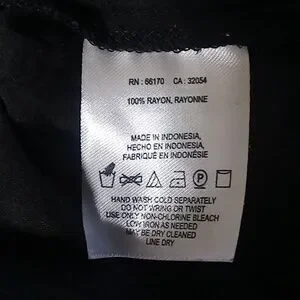 RN : 66170 CA : 32054
100% RAYON, RAYONNE
MADE IN INDONESIA,
HECHO EN INDONESIA,
FABRIQUÉ EN INDONÉSIE
HAND WASH COLD SEPARATELY
DO NOT WRING OR TWIST
USE ONLY NON-CHLORINE BLEACH
LOW IRON AS NEEDED
MAY BE DRY CLEANED
LINE DRY